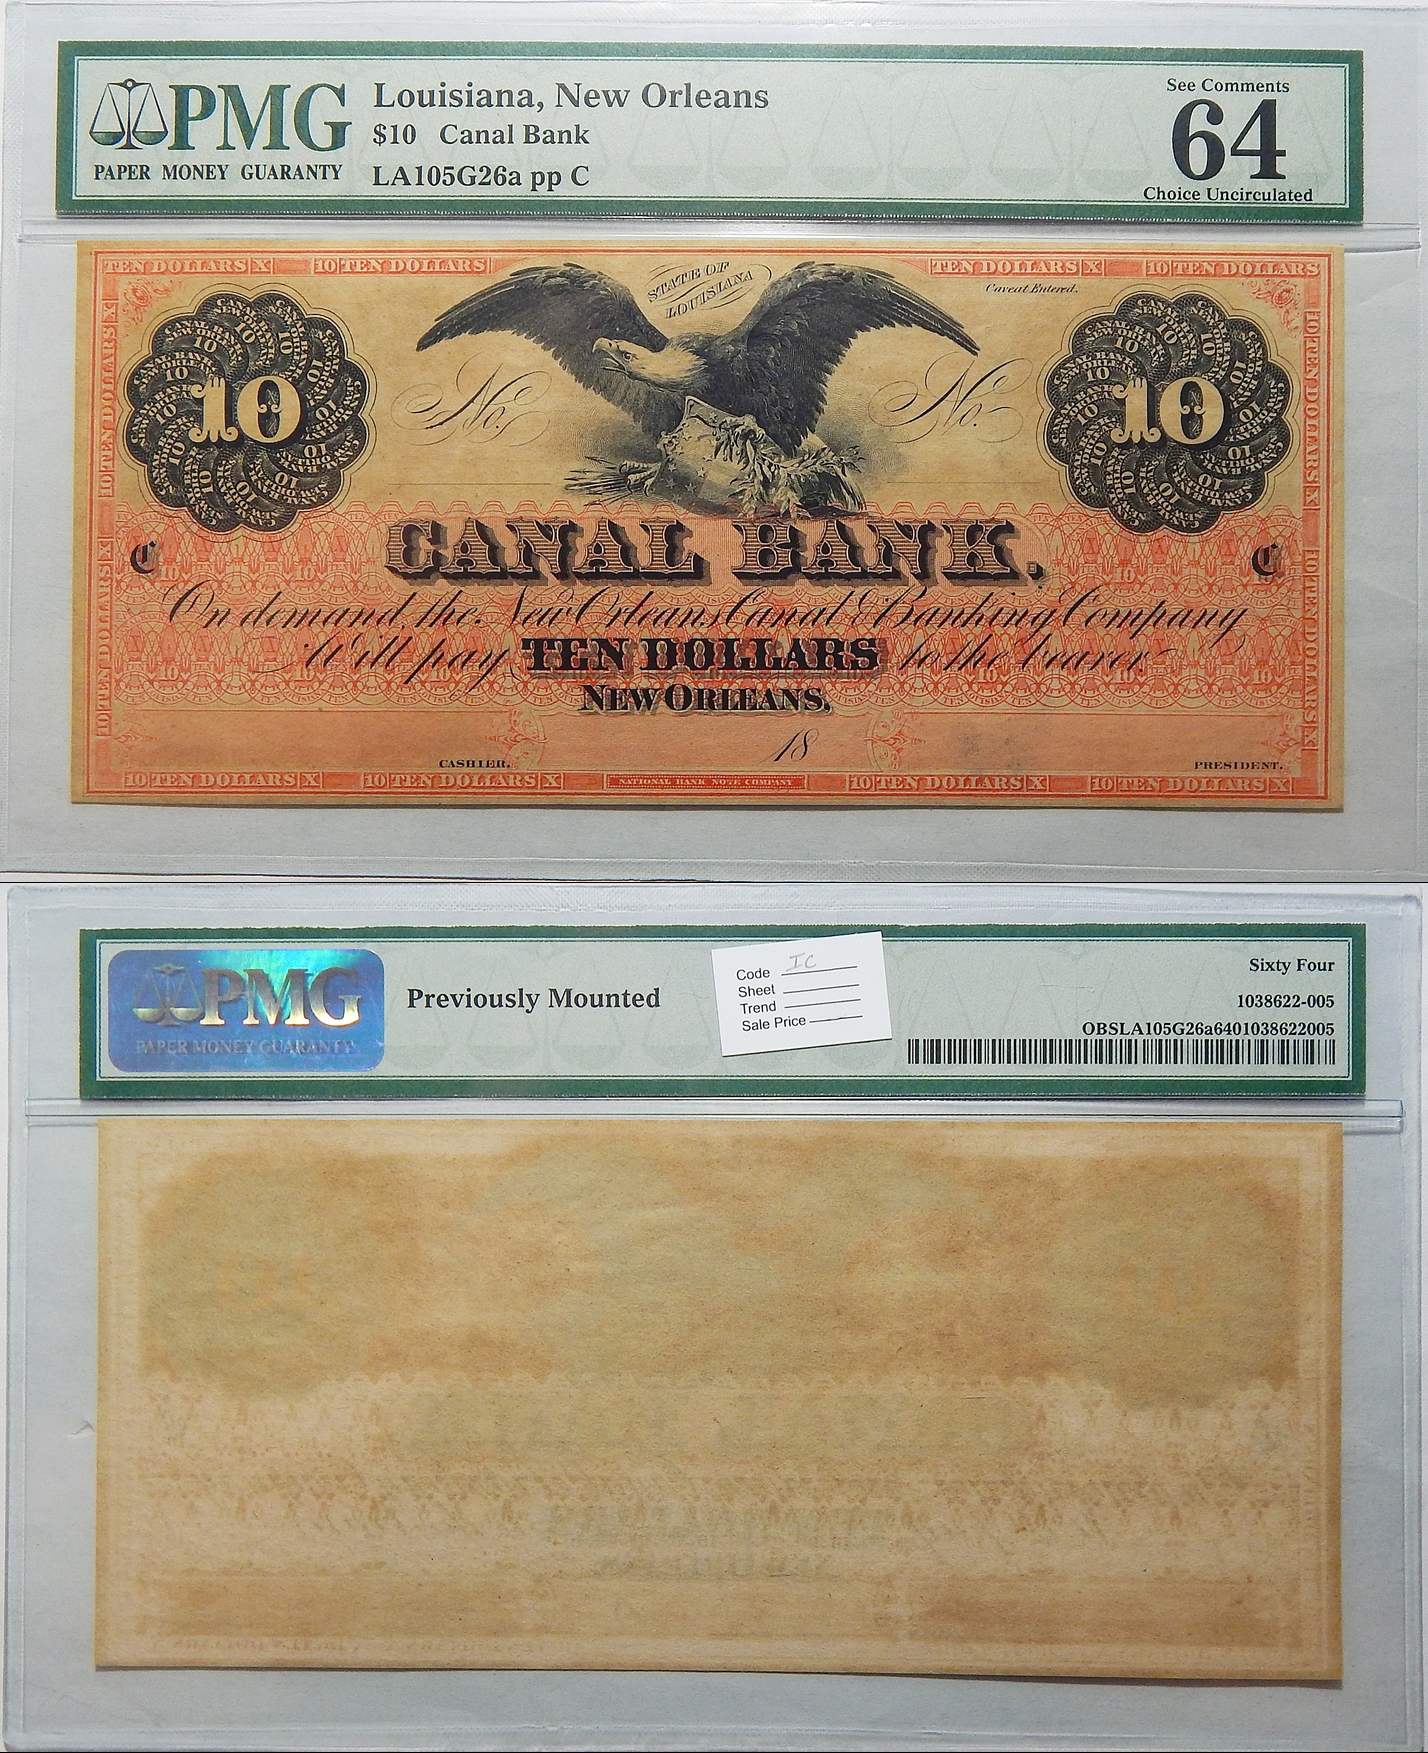 PMG
PAPER MONEY GUARANTY
Louisiana, New Orleans
$10 Canal Bank
LA105G26a pp C
See Comments
64
Choice Uncirculated
TEN DOLLARS X 10 TEN DOLLARS
TEN DOLLARS X 10 TEN DOLLARS
STATE OF
LOUISIANA
Caveat Entered.
10
No.
No.
10
CANAL BANK.
C
C
On demand, the New Orleans Canal & Banking Company
Will pay TEN DOLLARS to the bearer.
NEW ORLEANS,
18
CASHIER.
PRESIDENT.
10 TEN DOLLARS X 10 TEN DOLLARS X NATIONAL BANK NOTE COMPANY 10 TEN DOLLARS X 10 TEN DOLLARS X
PMG
PAPER MONEY GUARANTY
Previously Mounted
Code IC
Sheet
Trend
Sale Price
Sixty Four
1038622-005
OBSLA105G26a6401038622005